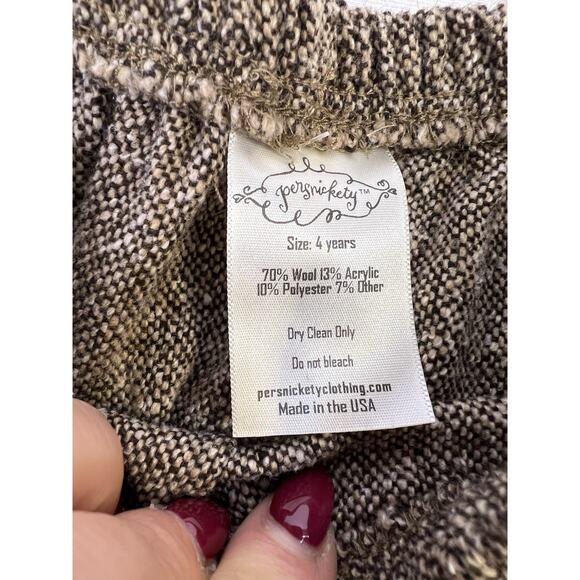 persnickety™
Size: 4 years
70% Wool 13% Acrylic
10% Polyester 7% Other
Dry Clean Only
Do not bleach
persnicketyclothing.com
Made in the USA